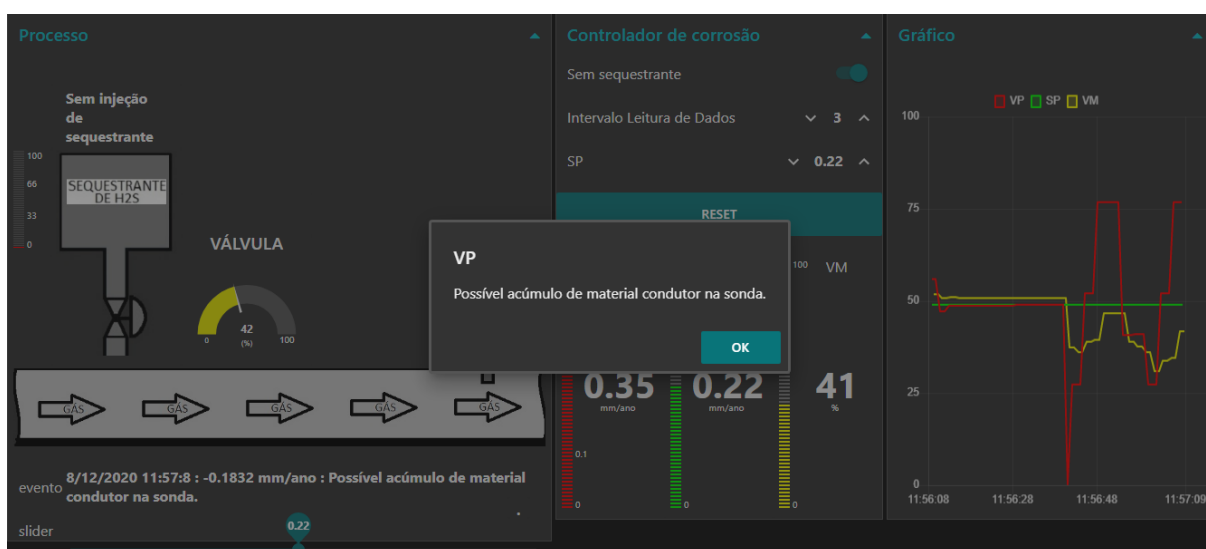 Processo
Sem injeção
de
sequestrante
100
66
33
0
SEQUESTRANTE
DE H2S
VÁLVULA
42
(%)
0
100
GÁS
GÁS
GÁS
GÁS
GÁS
evento
8/12/2020 11:57:8 : -0.1832 mm/ano : Possível acúmulo de material
condutor na sonda.
slider
0.22
Controlador de corrosão
Sem sequestrante
Intervalo Leitura de Dados
3
SP
0.22
RESET
100
VM
VP
Possível acúmulo de material condutor na sonda.
OK
0.35
mm/ano
0.22
mm/ano
41
%
0.1
0
0
0
Gráfico
VP SP VM
100
75
50
25
0
11:56:08 11:56:28 11:56:48 11:57:09